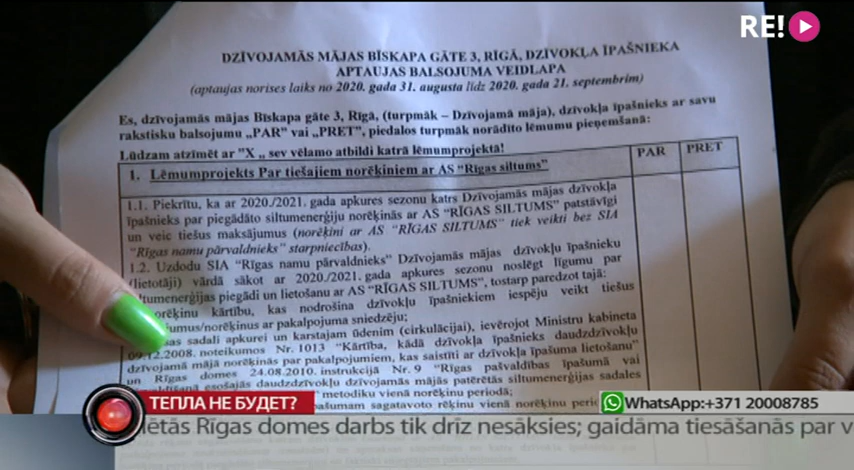 RE!
DZĪVOJAMĀS MĀJAS BĪSKAPA GĀTE 3, RĪGĀ, DZĪVOKĻA ĪPAŠNIEKA
APTAUJAS BALSOJUMA VEIDLAPA
(aptaujas norises laiks no 2020. gada 31. augusta līdz 2020. gada 21. septembrim)
Es, dzīvojamās mājas Bīskapa gāte 3, Rīgā, (turpmāk – Dzīvojamā māja), dzīvokļa īpašnieks ar savu
rakstisku balsojumu „PAR” vai „PRET”, piedalos turpmāk norādīto lēmumu pieņemšanā:
Lūdzam atzīmēt ar "X „ sev vēlamo atbildi katrā lēmumprojektā!
PAR PRET
1. Lēmumprojekts Par tiešajiem norēķiniem ar AS “Rīgas siltums”
1.1. Piekrītu, ka ar 2020./2021. gada apkures sezonu katrs Dzīvojamās mājas dzīvokļa
īpašnieks par piegādāto siltumenerģiju norēķinās ar AS “RĪGAS SILTUMS” patstāvīgi
un veic tiešus maksājumus (norēķini ar AS “RĪGAS SILTUMS” tiek veikti bez SIA
“Rīgas namu pārvaldnieks” starpniecības).
1.2. Uzdodu SIA “Rīgas namu pārvaldnieks” Dzīvojamās mājas dzīvokļu īpašnieku
(lietotāji) vārdā sākot ar 2020./2021. gada apkures sezonu noslēgt līgumu par
siltumenerģijas piegādi un lietošanu ar AS “RĪGAS SILTUMS”, tostarp paredzot tajā:
norēķinu kārtību, kas nodrošina dzīvokļu īpašniekiem iespēju veikt tiešus
maksājumus/norēķinus ar pakalpojuma sniedzēju;
sadali apkurei un karstajam ūdenim (cirkulācijai), ievērojot Ministru kabineta
09.12.2008. noteikumos Nr. 1013 “Kārtība, kādā dzīvokļa īpašnieks daudzdzīvokļu
dzīvojamā mājā norēķinās par pakalpojumiem, kas saistīti ar dzīvokļa īpašuma lietošanu”
un Rīgas domes 24.08.2010. instrukcijā Nr. 9 “Rīgas pašvaldības īpašumā vai
esošajās daudzdzīvokļu dzīvojamās mājās patērētās siltumenerģijas sadales
metodiku vienā norēķinu periodā;
īpašumam sagatavoto rēķinu vienā norēķinu
ТЕПЛА НЕ БУДЕТ?
WhatsApp:+371 20008785
lētās Rīgas domes darbs tik drīz nesāksies; gaidāma tiesāšanās par v